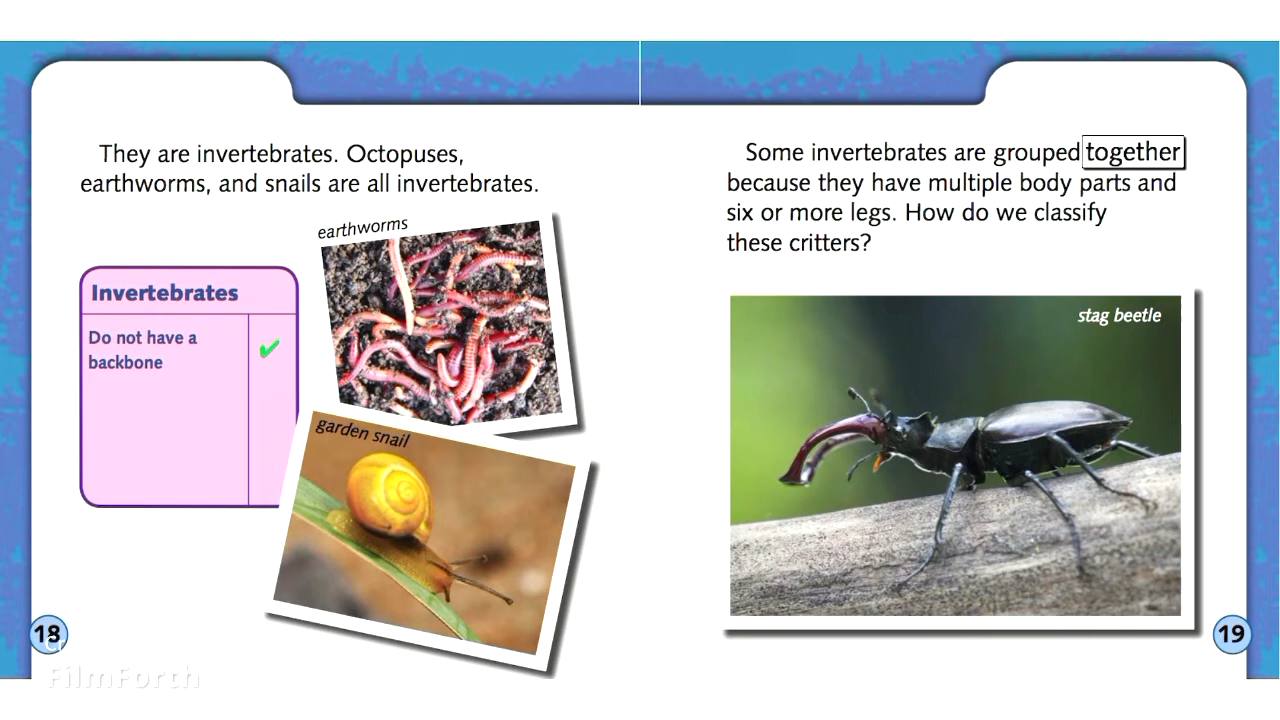 They are invertebrates. Octopuses,
earthworms, and snails are all invertebrates.
earthworms
Invertebrates
Do not have a
backbone
garden snail
18
FilmForth
Some invertebrates are grouped together
because they have multiple body parts and
six or more legs. How do we classify
these critters?
stag beetle
19